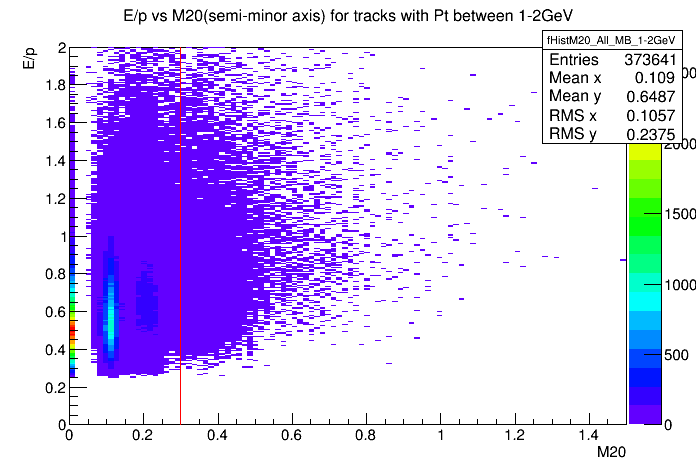 E/p vs M20(semi-minor axis) for tracks with Pt between 1-2GeV
E/p
fHistM20_All_MB_1-2GeV
Entries 373641
Mean x 0.109
Mean y 0.6487
RMS x 0.1057
RMS y 0.2375
2
1.8
1.6
1.4
1.2
1
0.8
0.6
0.4
0.2
0
0 0.2 0.4 0.6 0.8 1 1.2 1.4
M20
00
2000
1500
1000
500
0